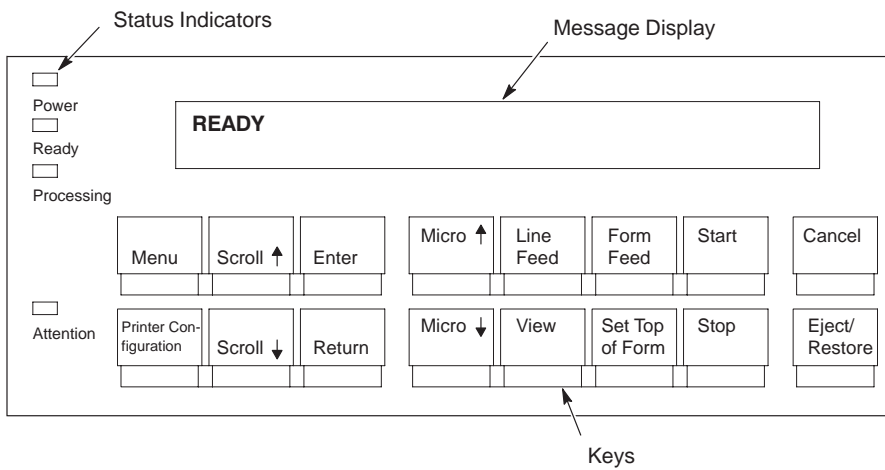 Status Indicators
Message Display
Power
READY
Ready
Processing
Menu
Scroll ↑
Enter
Micro ↑
Line
Feed
Form
Feed
Start
Cancel
Attention
Printer Con-
figuration
Scroll ↓
Return
Micro ↓
View
Set Top
of Form
Stop
Eject/
Restore
Keys